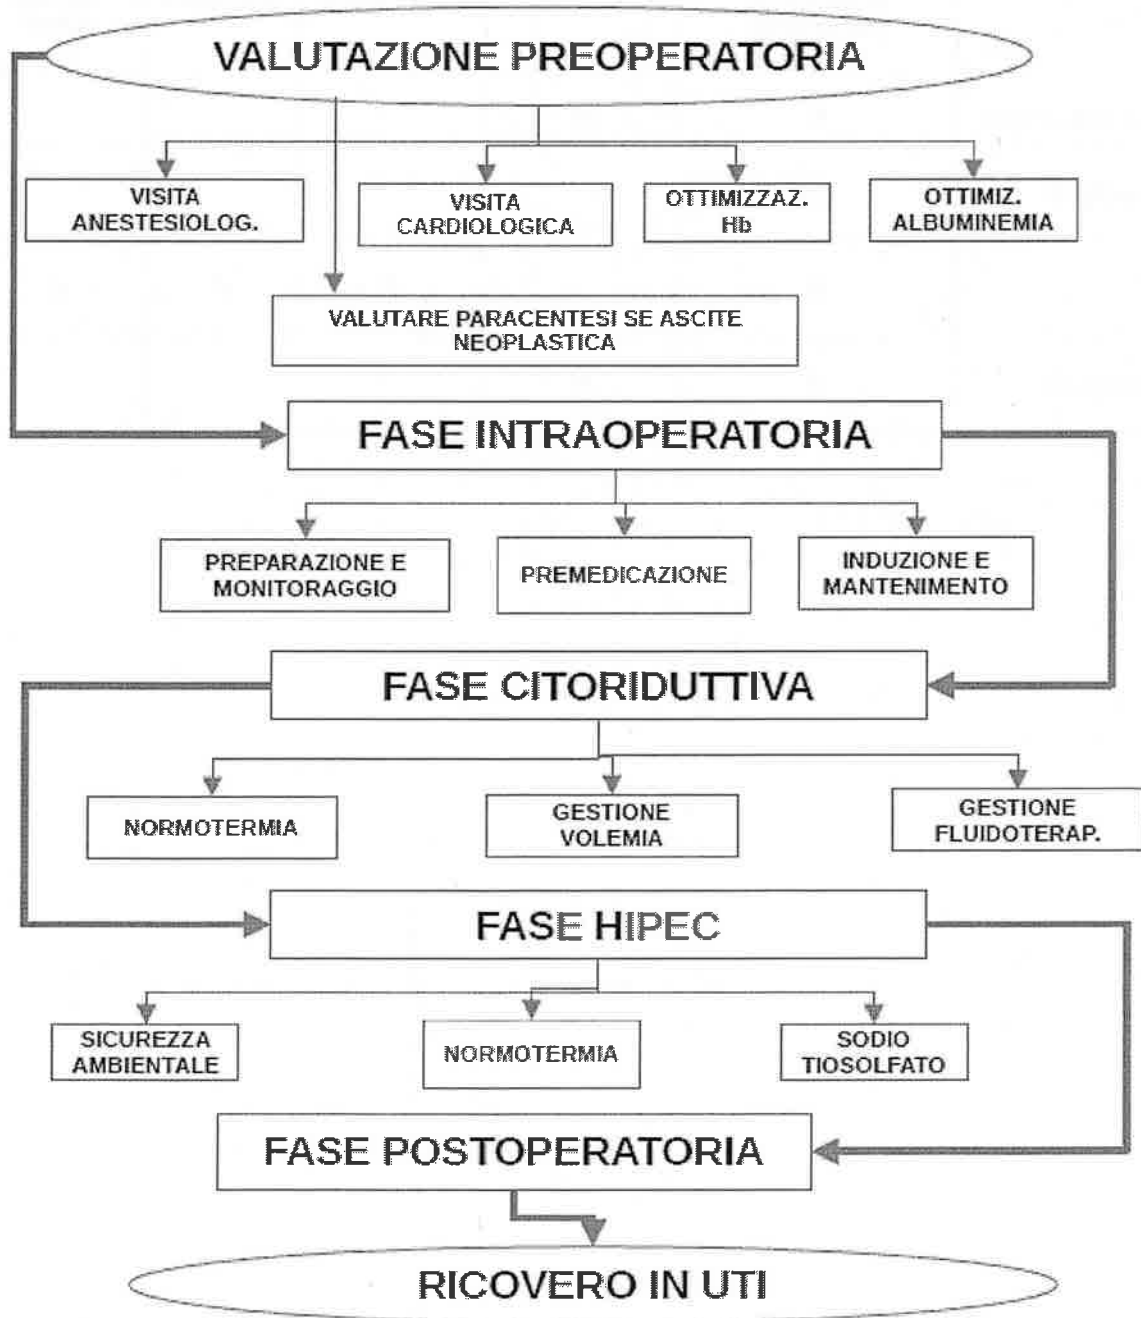 VALUTAZIONE PREOPERATORIA
VISITA
ANESTESIOLOG.
VISITA
CARDIOLOGICA
OTTIMIZZAZ.
Hb
OTTIMIZ.
ALBUMINEMIA
VALUTARE PARACENTESI SE ASCITE
NEOPLASTICA
FASE INTRAOPERATORIA
PREPARAZIONE E
MONITORAGGIO
PREMEDICAZIONE
INDUZIONE E
MANTENIMENTO
FASE CITORIDUTTIVA
NORMOTERMIA
GESTIONE
VOLEMIA
GESTIONE
FLUIDOTERAP.
FASE HIPEC
SICUREZZA
AMBIENTALE
NORMOTERMIA
SODIO
TIOSOLFATO
FASE POSTOPERATORIA
RICOVERO IN UTI